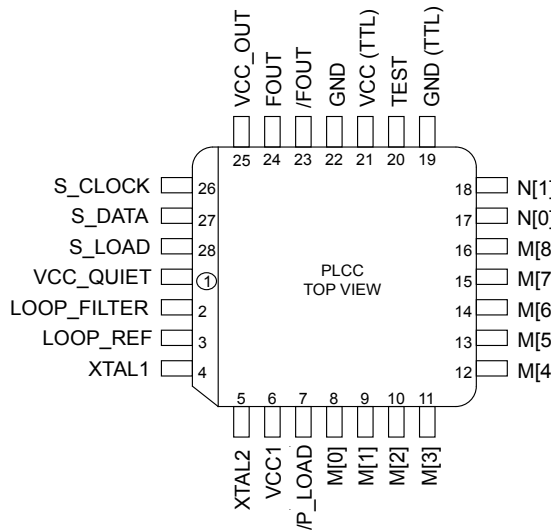 VCC_OUT
FOUT
/FOUT
GND
VCC (TTL)
TEST
GND (TTL)
25 24 23 22 21 20 19
S_CLOCK 26
S_DATA 27
S_LOAD 28
VCC_QUIET 1
LOOP_FILTER 2
LOOP_REF 3
XTAL1 4
PLCC
TOP VIEW
18 N[1]
17 N[0]
16 M[8
15 M[7
14 M[6
13 M[5
12 M[4
5 6 7 8 9 10 11
XTAL2
VCC1
/P_LOAD
M[0]
M[1]
M[2]
M[3]